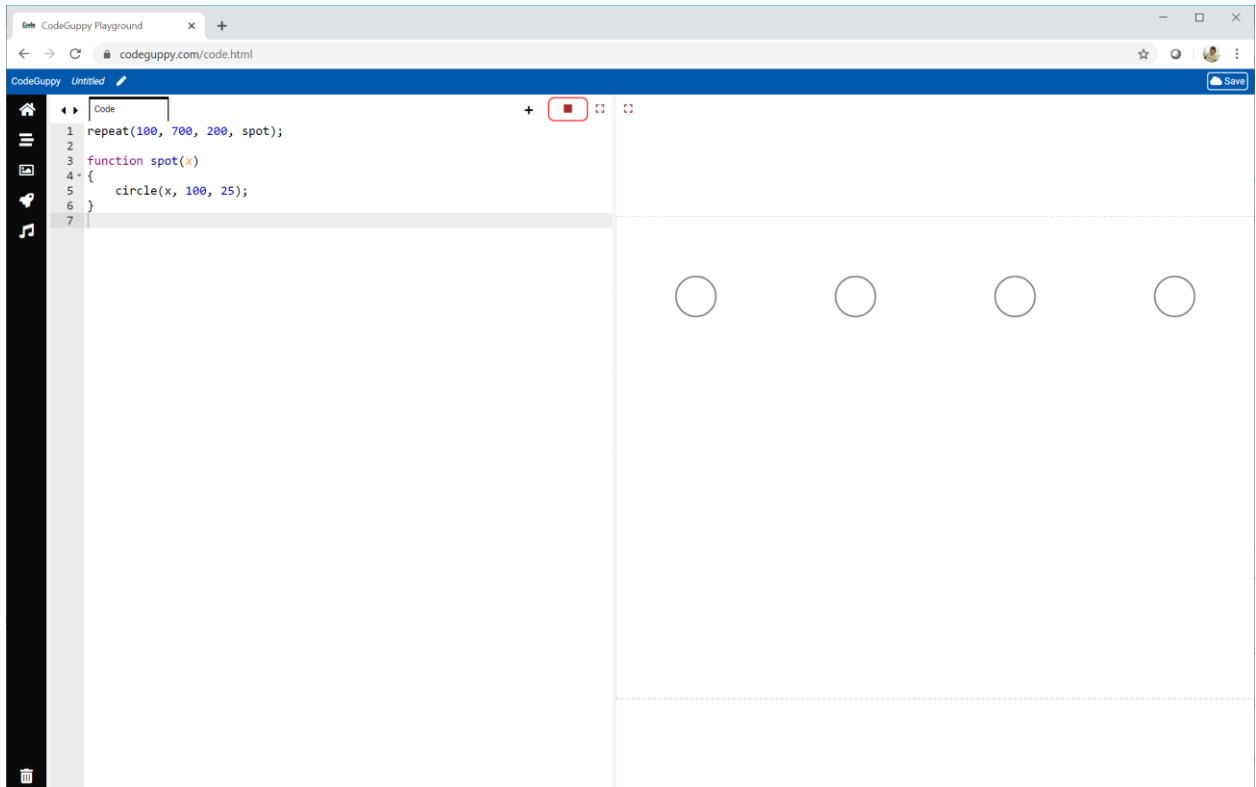 Code CodeGuppy Playground
codeguppy.com/code.html
CodeGuppy Untitled Save
Code
1 repeat(100, 700, 200, spot);
2
3 function spot(x)
4 {
5 circle(x, 100, 25);
6 }
7